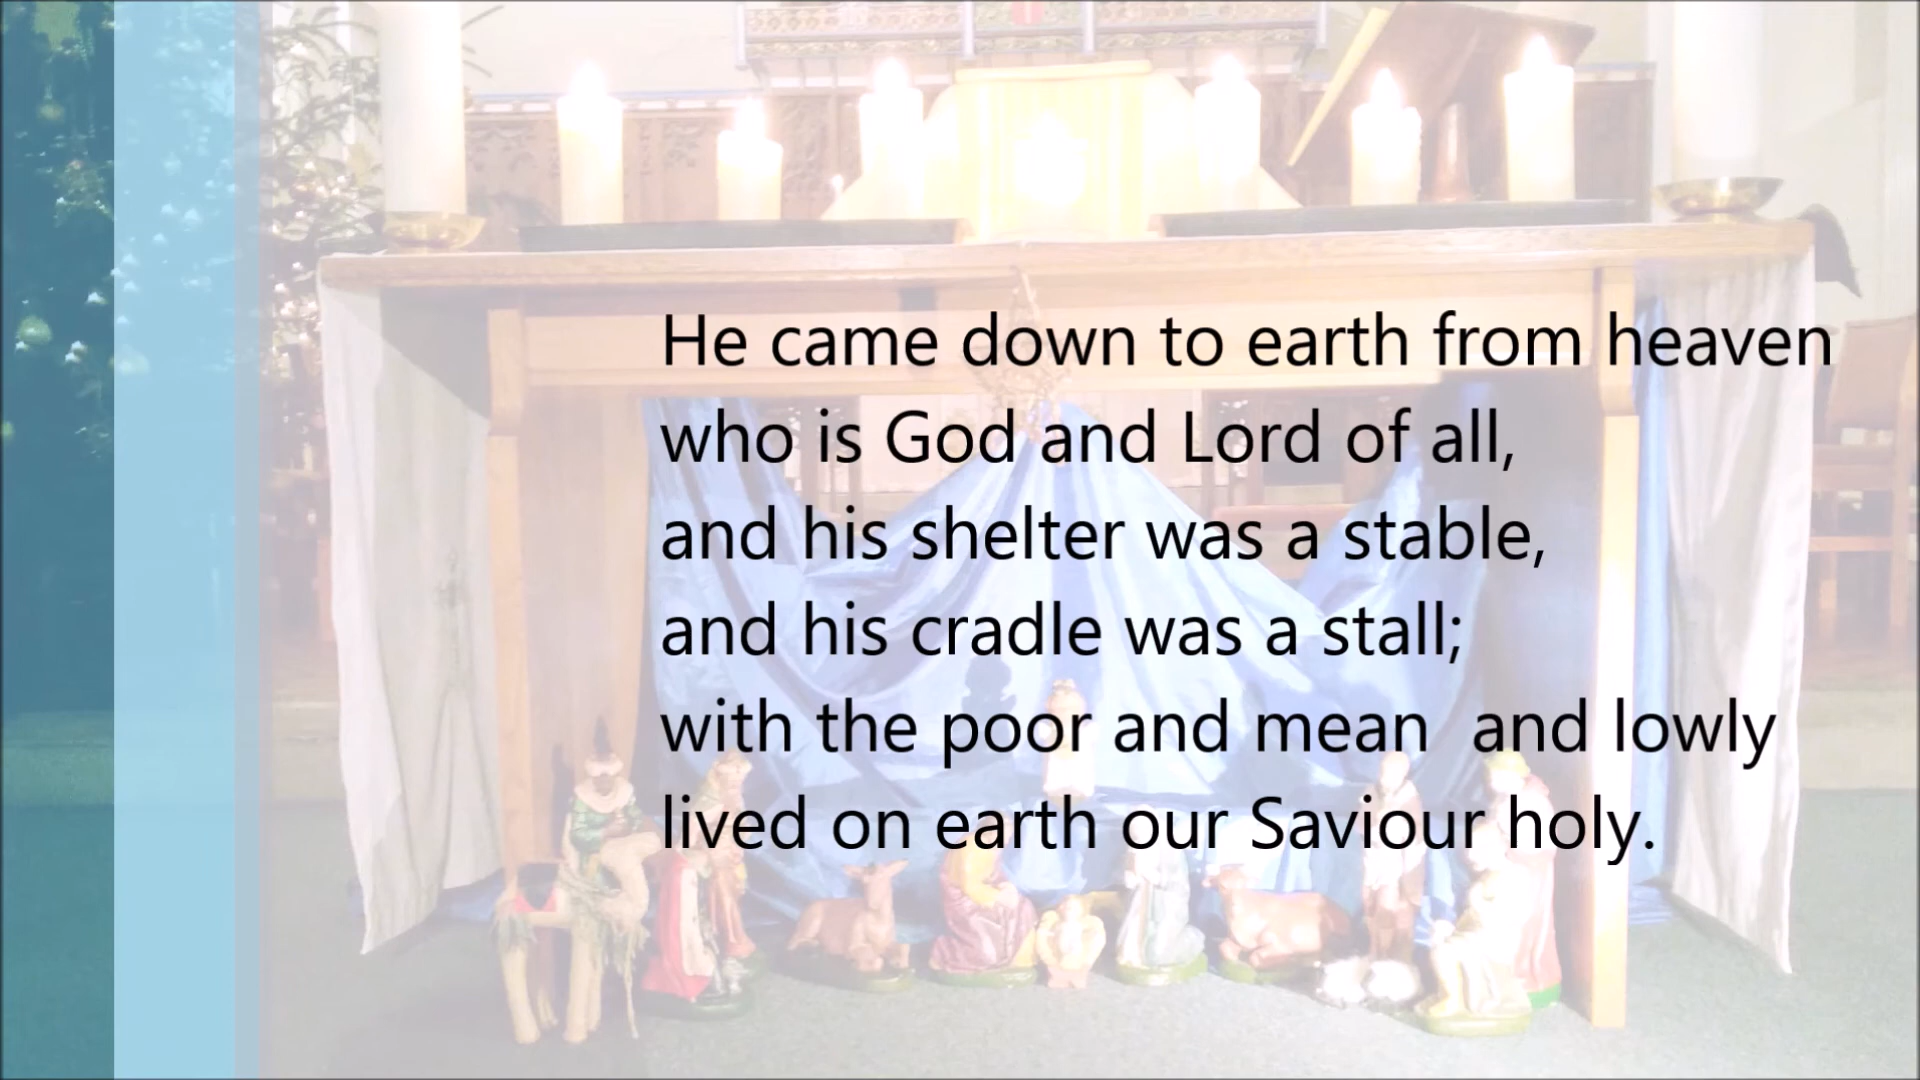 He came down to earth from heaven
who is God and Lord of all,
and his shelter was a stable,
and his cradle was a stall;
with the poor and mean  and lowly
lived on earth our Saviour holy.